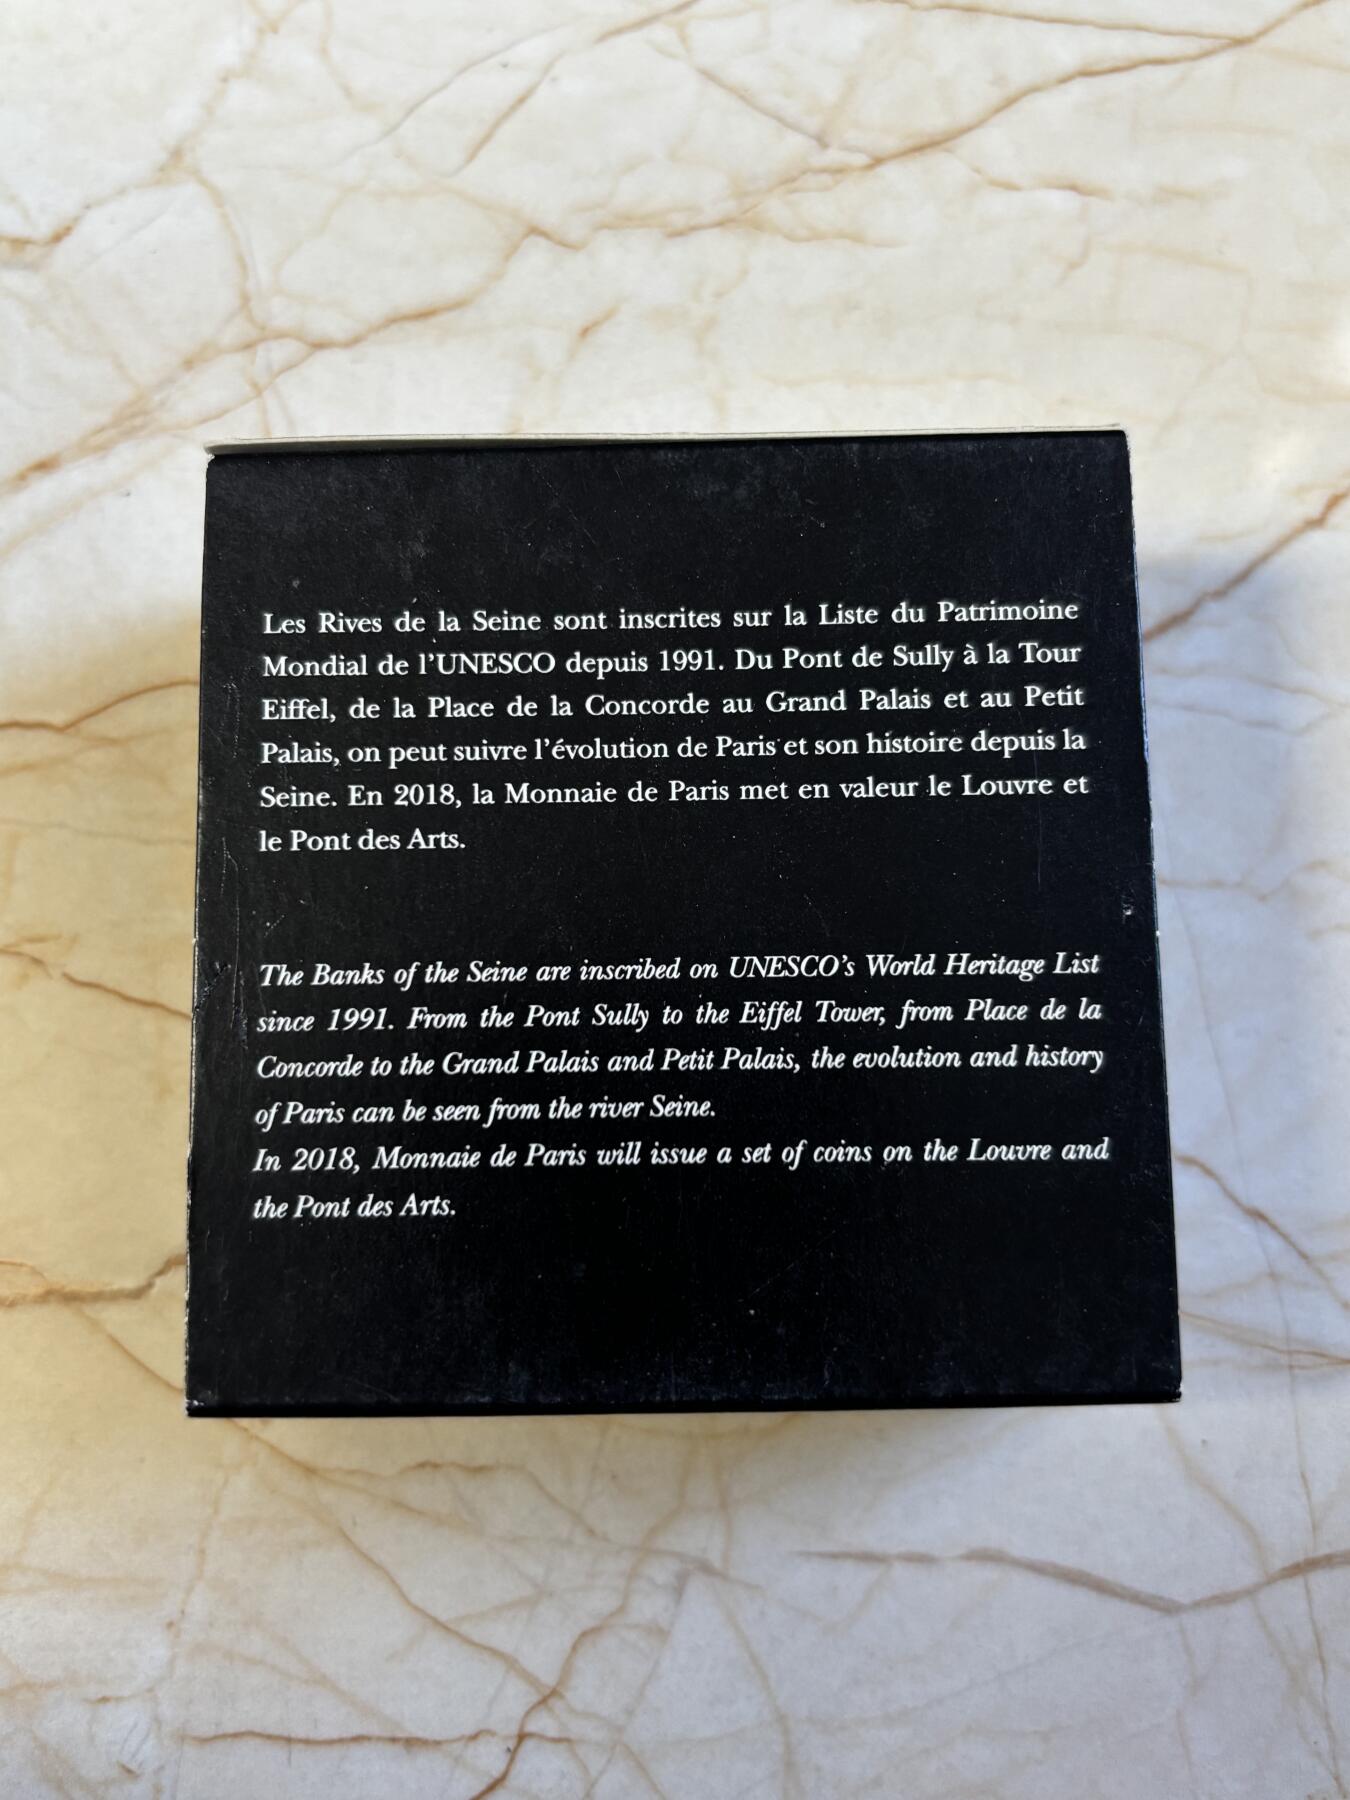 Les Rives de la Seine sont inscrites sur la Liste du Patrimoine
Mondial de l'UNESCO depuis 1991. Du Pont de Sully à la Tour
Eiffel, de la Place de la Concorde au Grand Palais et au Petit
Palais, on peut suivre l'évolution de Paris et son histoire depuis la
Seine. En 2018, la Monnaie de Paris met en valeur le Louvre et
le Pont des Arts.
The Banks of the Seine are inscribed on UNESCO's World Heritage List
since 1991. From the Pont Sully to the Eiffel Tower, from Place de la
Concorde to the Grand Palais and Petit Palais, the evolution and history
of Paris can be seen from the river Seine.
In 2018, Monnaie de Paris will issue a set of coins on the Louvre and
the Pont des Arts.